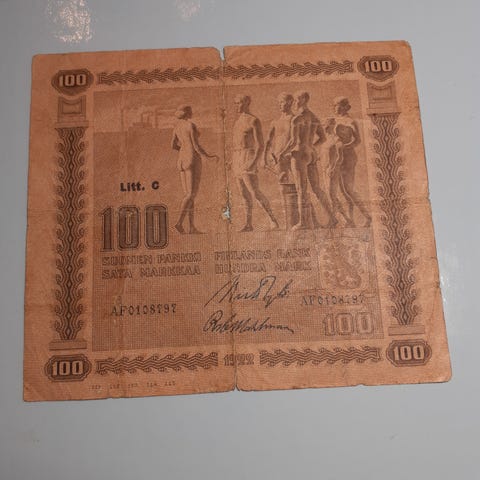 100 100
Litt. C
100
SUOMEN PANKKI FINLANDS BANK
SATA MARKKAA HUNDRA MARK
AF0108797 AF0108797
100
100 1922 100